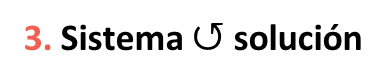 3. Sistema ↺ solución